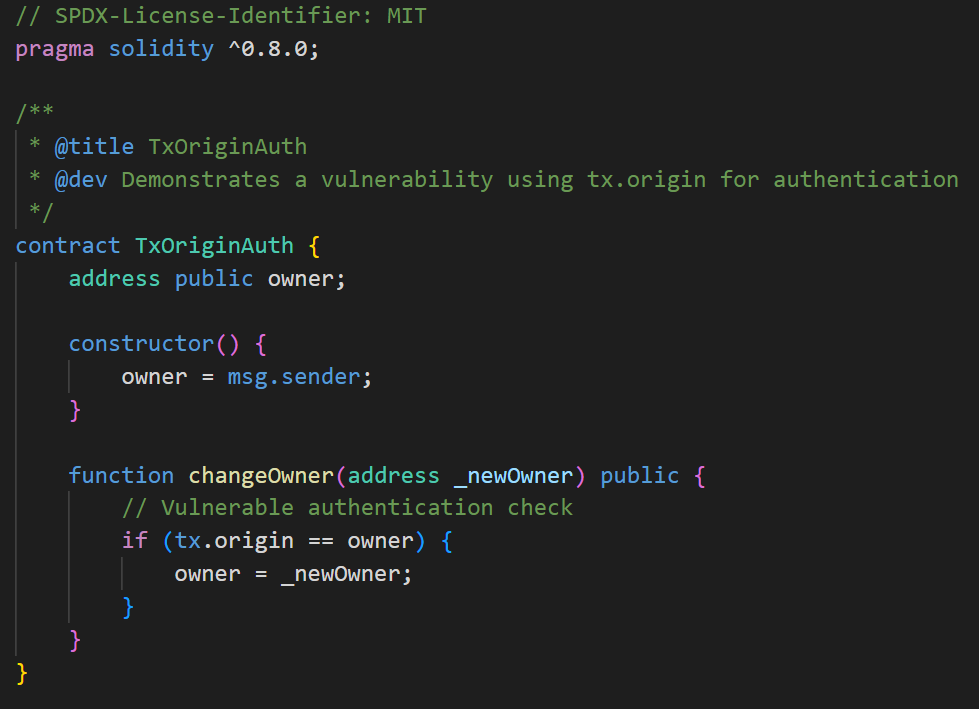 // SPDX-License-Identifier: MIT
pragma solidity ^0.8.0;

/**
 * @title TxOriginAuth
 * @dev Demonstrates a vulnerability using tx.origin for authentication
 */
contract TxOriginAuth {
    address public owner;

    constructor() {
        owner = msg.sender;
    }

    function changeOwner(address _newOwner) public {
        // Vulnerable authentication check
        if (tx.origin == owner) {
            owner = _newOwner;
        }
    }
}